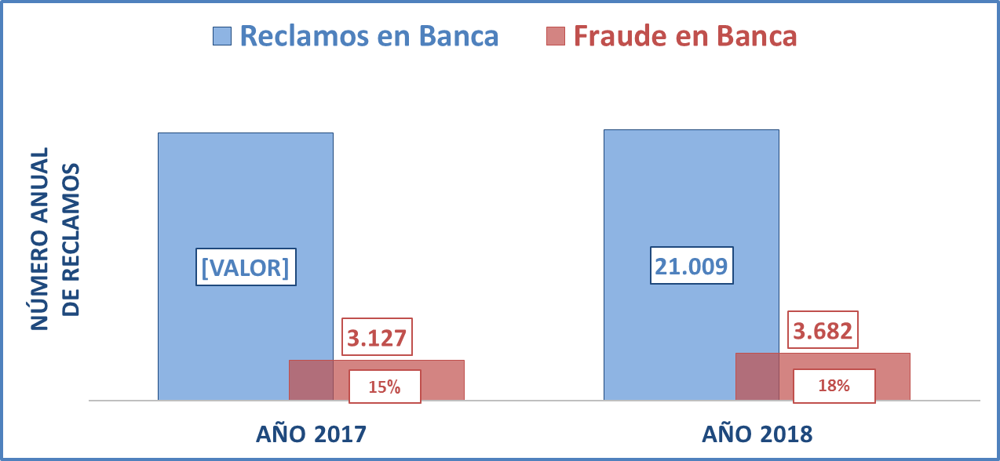 Reclamos en Banca
Fraude en Banca
NÚMERO ANUAL
DE RECLAMOS
[VALOR]
3.127
15%
21.009
3.682
18%
AÑO 2017
AÑO 2018